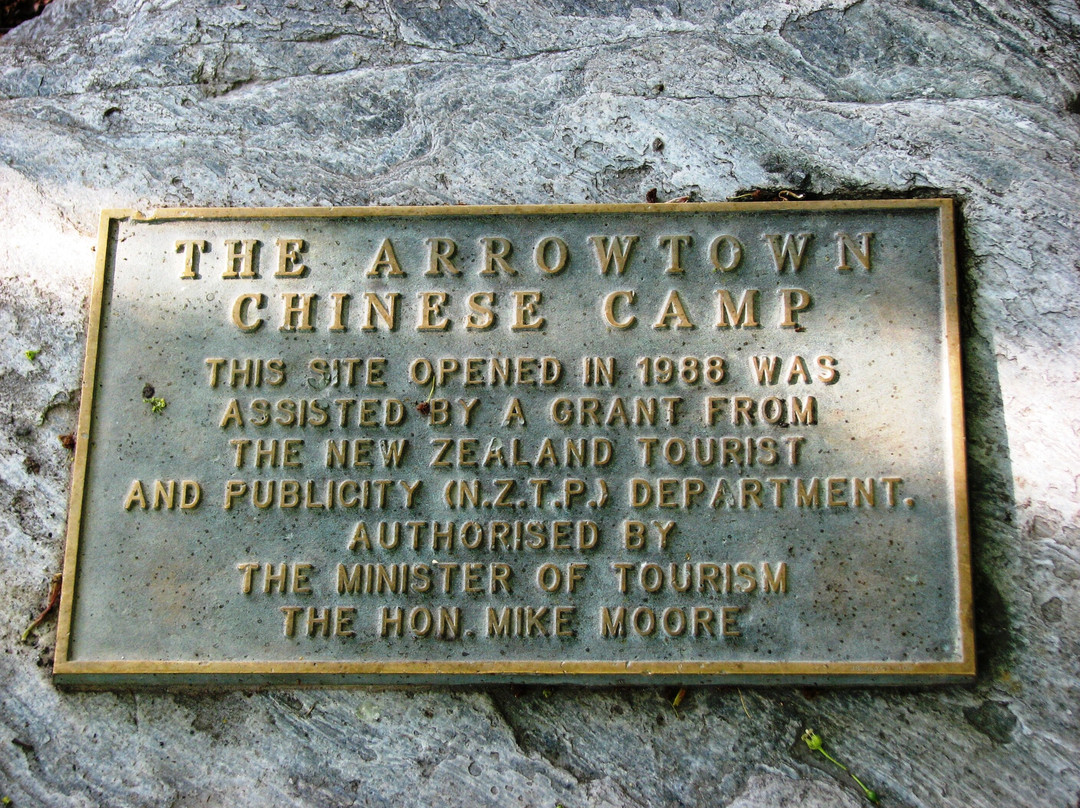 THE ARROWTOWN
CHINESE CAMP
THIS SITE OPENED IN 1988 WAS
ASSISTED BY A GRANT FROM
THE NEW ZEALAND TOURIST
AND PUBLICITY (N.Z.T.P.) DEPARTMENT.
AUTHORISED BY
THE MINISTER OF TOURISM
THE HON. MIKE MOORE